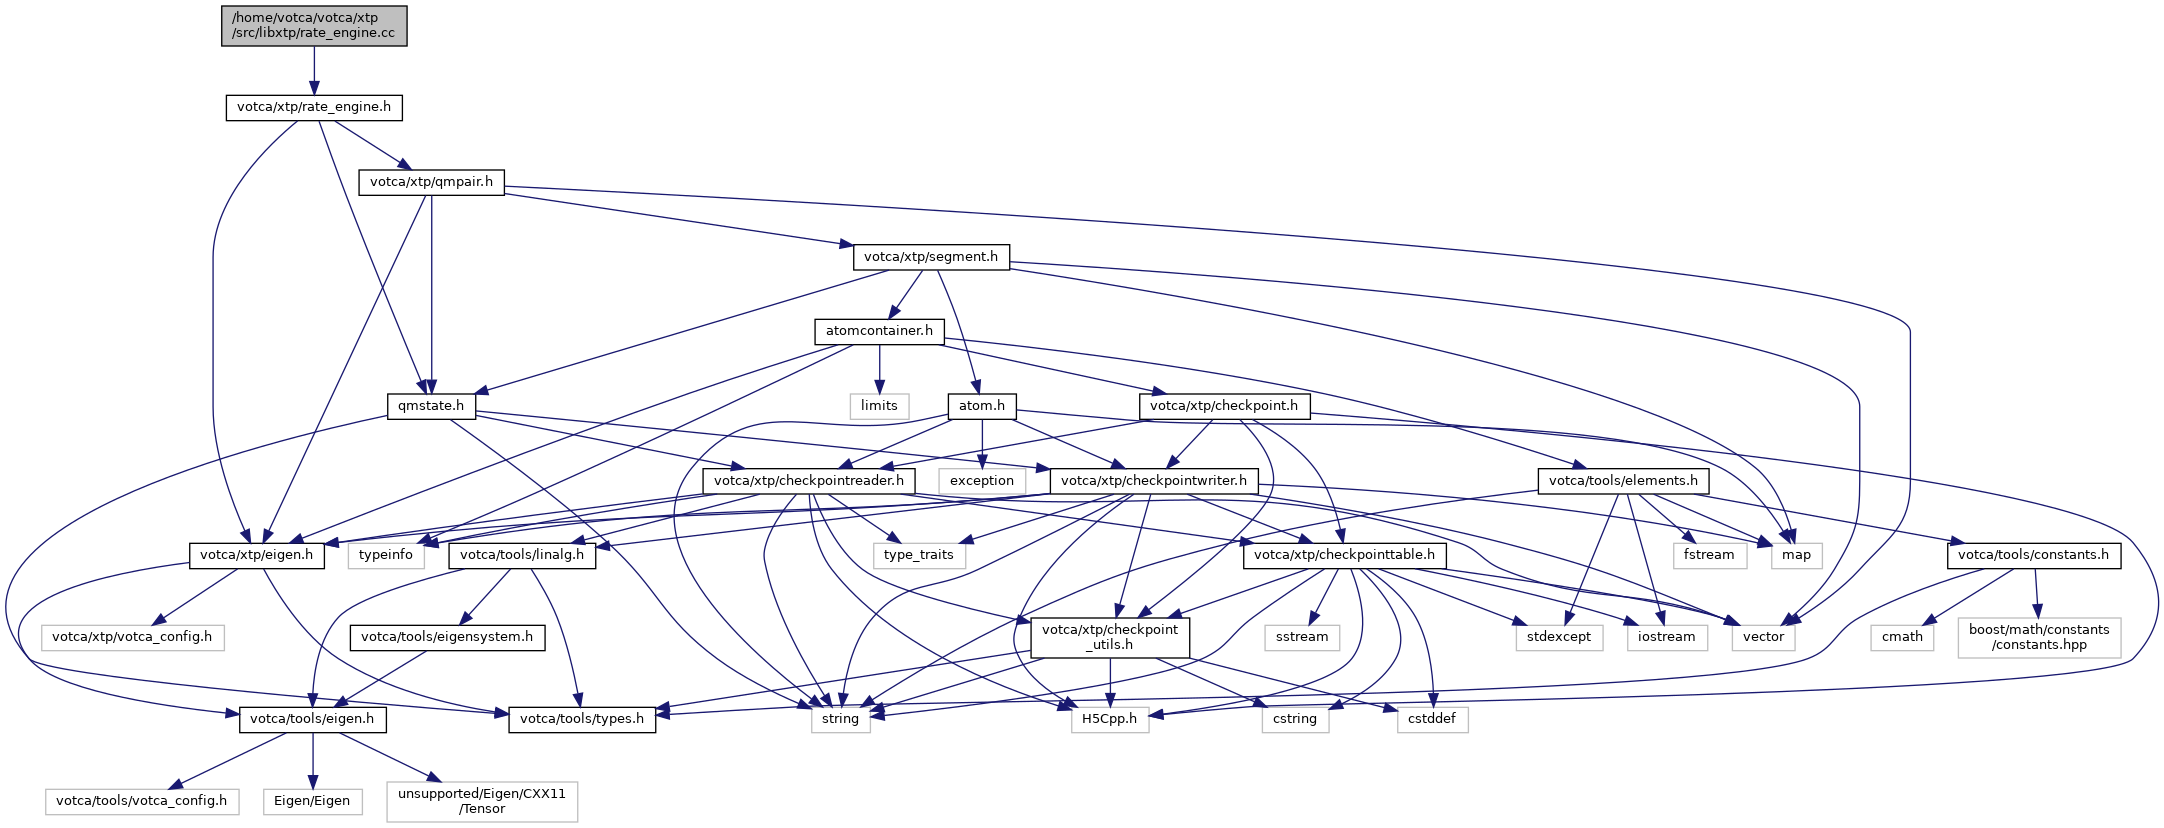 /home/votca/votca/xtp
/src/libxtp/rate_engine.cc
votca/xtp/rate_engine.h
votca/xtp/qmpair.h
votca/xtp/segment.h
atomcontainer.h
qmstate.h
limits
atom.h
votca/xtp/checkpoint.h
votca/xtp/checkpointreader.h
exception
votca/xtp/checkpointwriter.h
votca/tools/elements.h
votca/xtp/eigen.h
typeinfo
votca/tools/linalg.h
type_traits
votca/xtp/checkpointtable.h
fstream
map
votca/tools/constants.h
votca/xtp/votca_config.h
votca/tools/eigensystem.h
votca/xtp/checkpoint
_utils.h
sstream
stdexcept
iostream
vector
cmath
boost/math/constants
/constants.hpp
votca/tools/eigen.h
votca/tools/types.h
string
H5Cpp.h
cstring
cstddef
votca/tools/votca_config.h
Eigen/Eigen
unsupported/Eigen/CXX11
/Tensor